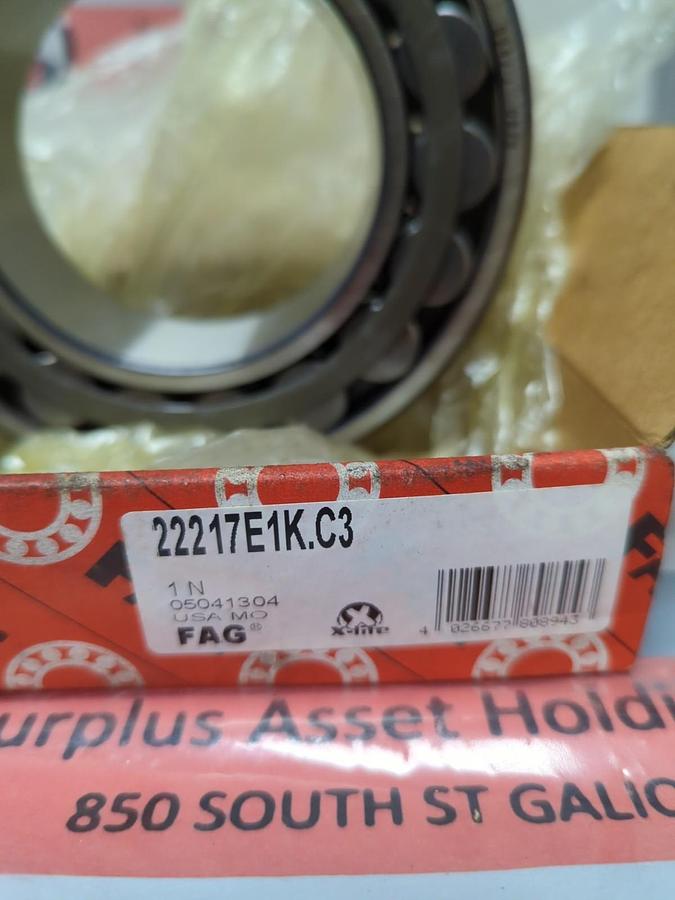 22217E1K.C3
1 N
05041304
USA MO
FAG®
X-life
4 026677 808943
urplus Asset Holdi
850 SOUTH ST GALIO